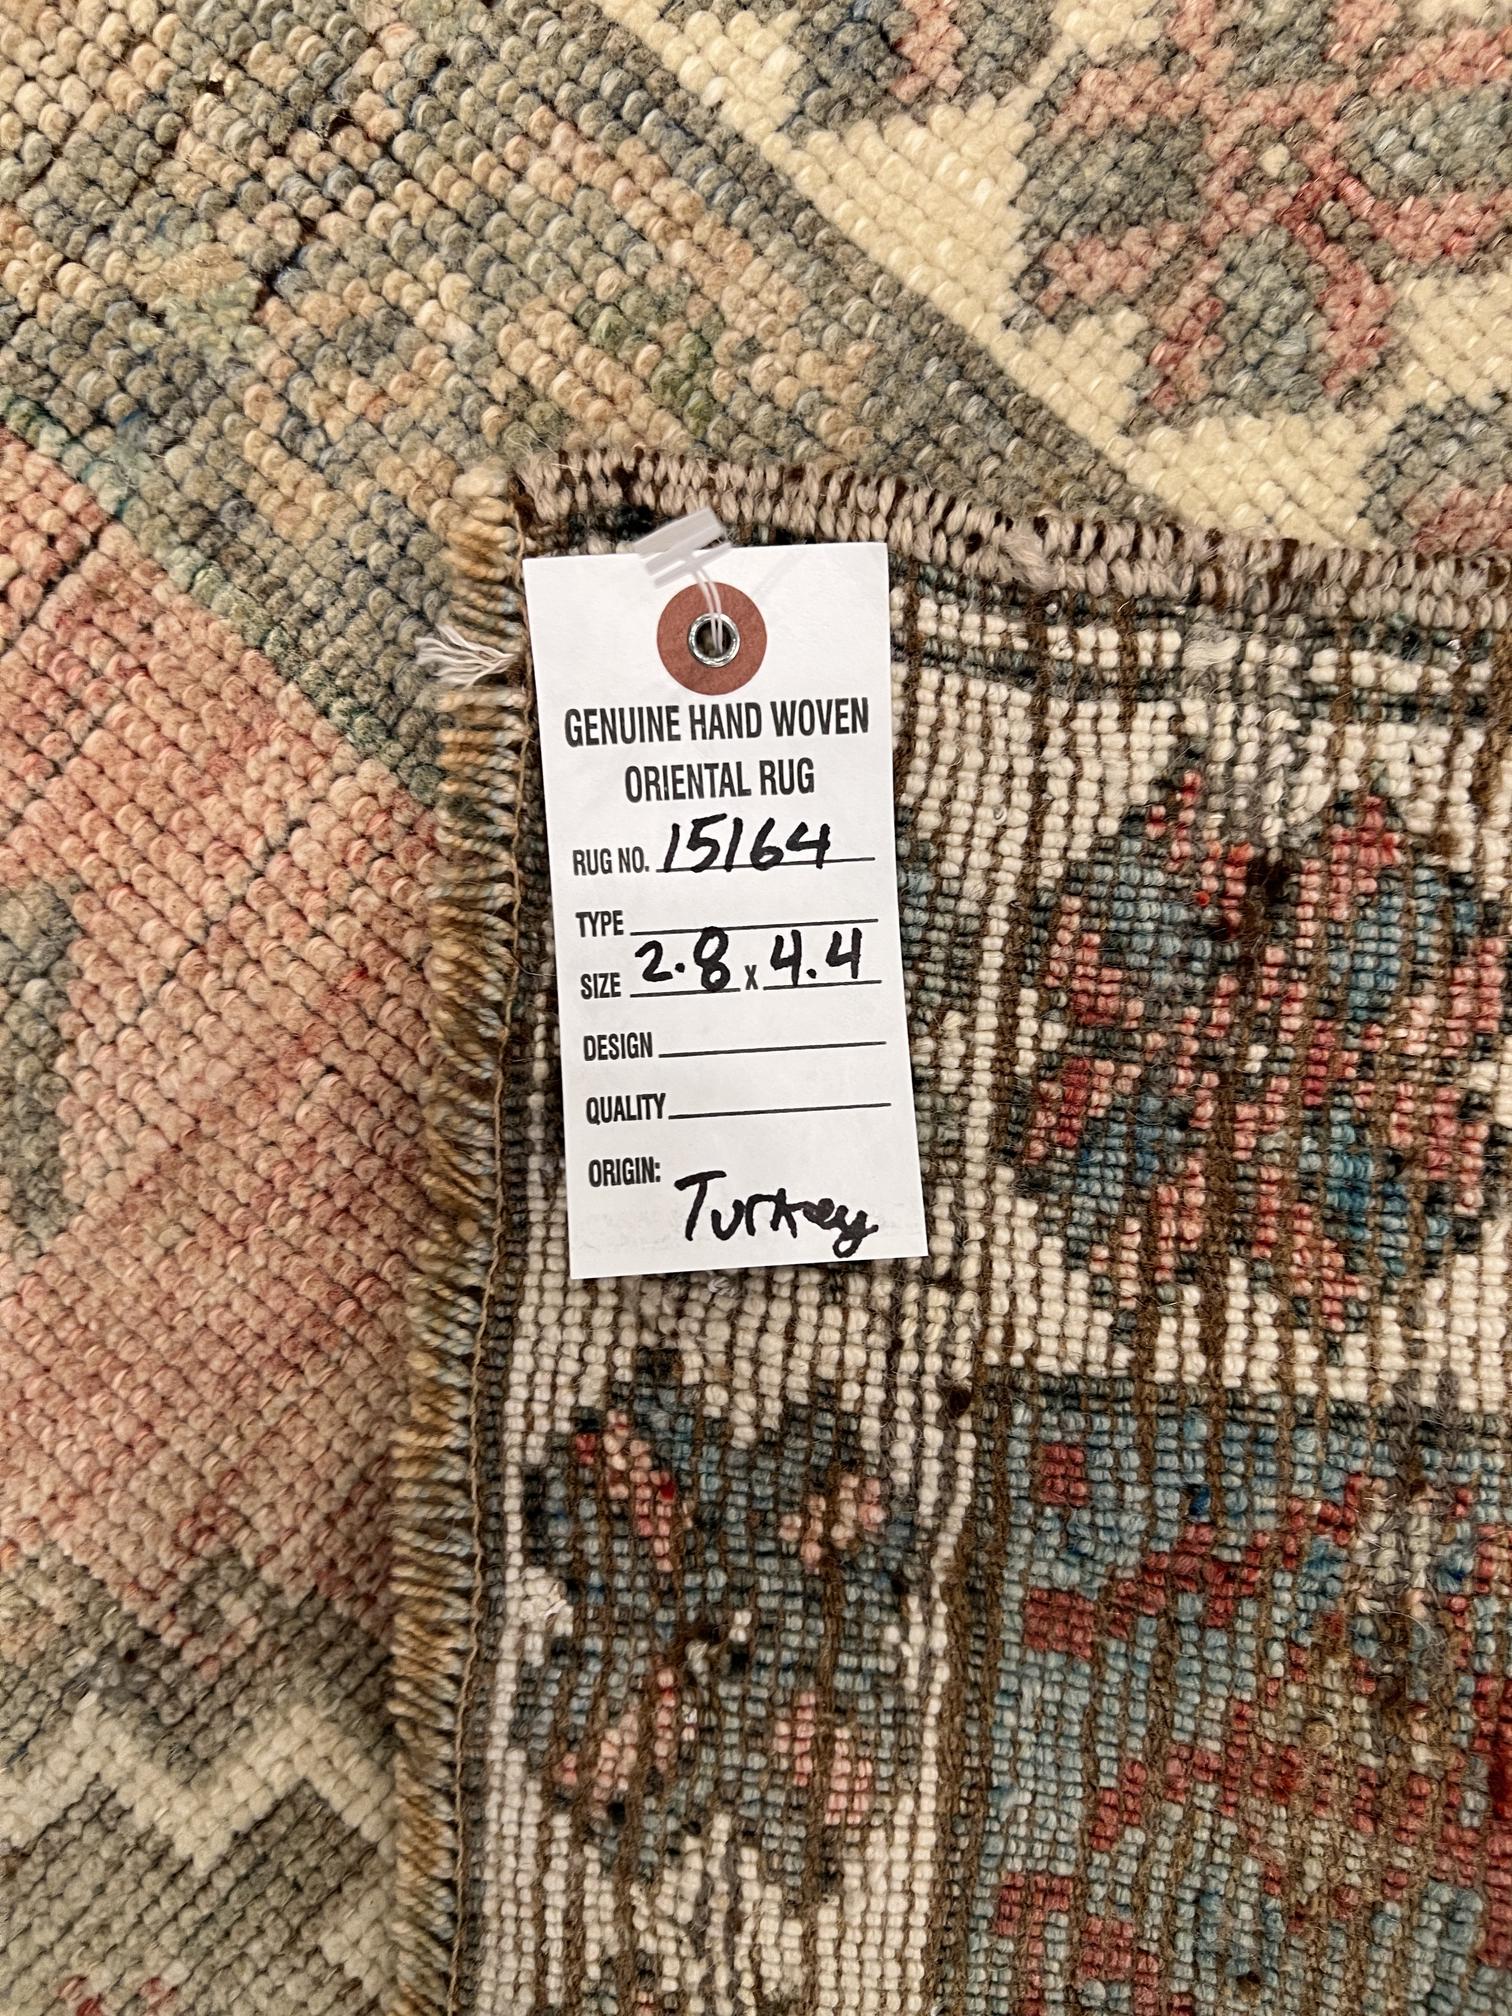 GENUINE HAND WOVEN
ORIENTAL RUG
RUG NO. 15164
TYPE
SIZE 2.8 x 4.4
DESIGN
QUALITY
ORIGIN: Turkey